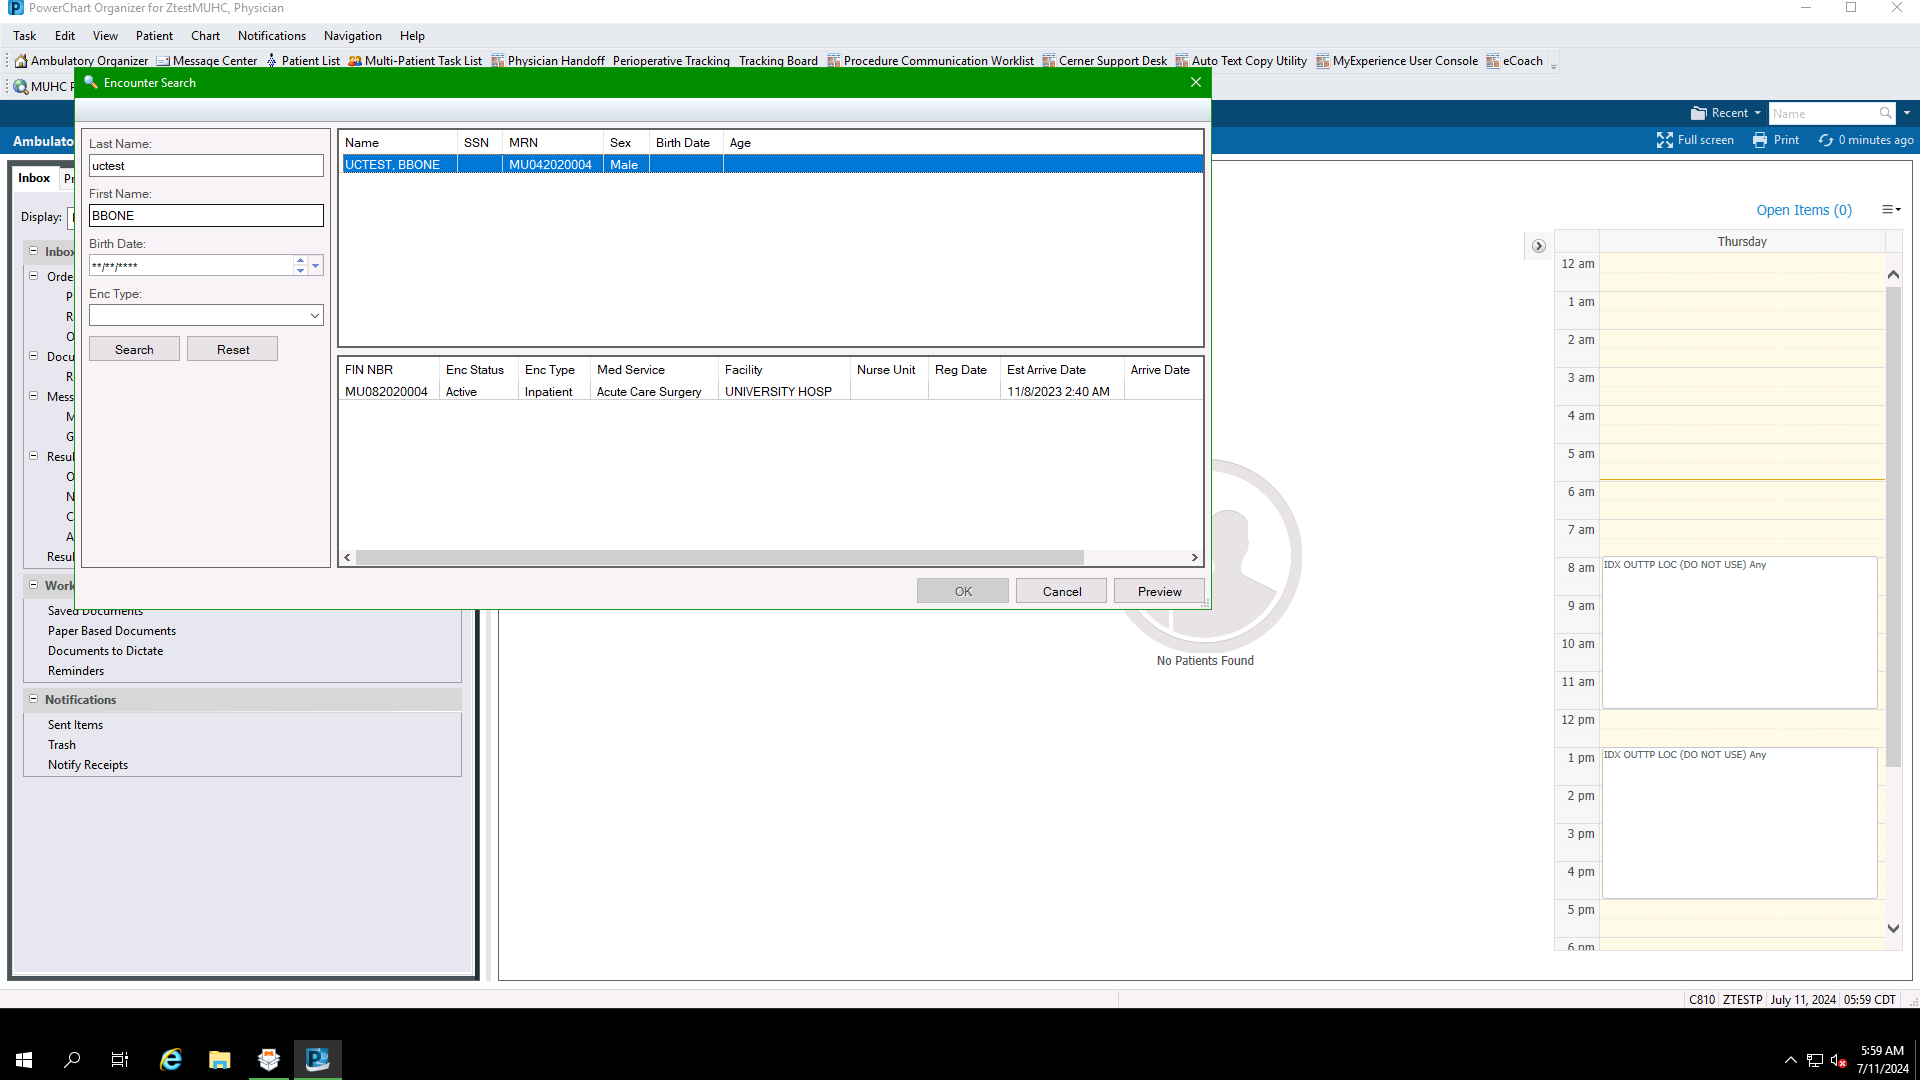 PowerChart Organizer for ZtestMUHC, Physician
Task Edit View Patient Chart Notifications Navigation Help
Ambulatory Organizer Message Center Patient List Multi-Patient Task List Physician Handoff Perioperative Tracking Tracking Board Procedure Communication Worklist Cerner Support Desk Auto Text Copy Utility MyExperience User Console eCoach
MUHC
Encounter Search
Recent Name
Full screen Print 0 minutes ago
Last Name:
uctest
First Name:
BBONE
Birth Date:
**/**/****
Enc Type:
Search Reset
Name SSN MRN Sex Birth Date Age
UCTEST, BBONE MU042020004 Male
FIN NBR Enc Status Enc Type Med Service Facility Nurse Unit Reg Date Est Arrive Date Arrive Date
MU082020004 Active Inpatient Acute Care Surgery UNIVERSITY HOSP 11/8/2023 2:40 AM
OK Cancel Preview
Inbox
Display:
Inbox
Saved Documents
Paper Based Documents
Documents to Dictate
Reminders
Notifications
Sent Items
Trash
Notify Receipts
No Patients Found
Open Items (0)
Thursday
12 am
1 am
2 am
3 am
4 am
5 am
6 am
7 am
8 am IDX OUTTP LOC (DO NOT USE) Any
9 am
10 am
11 am
12 pm
1 pm IDX OUTTP LOC (DO NOT USE) Any
2 pm
3 pm
4 pm
5 pm
6 pm
C810 ZTESTP July 11, 2024 05:59 CDT
5:59 AM
7/11/2024